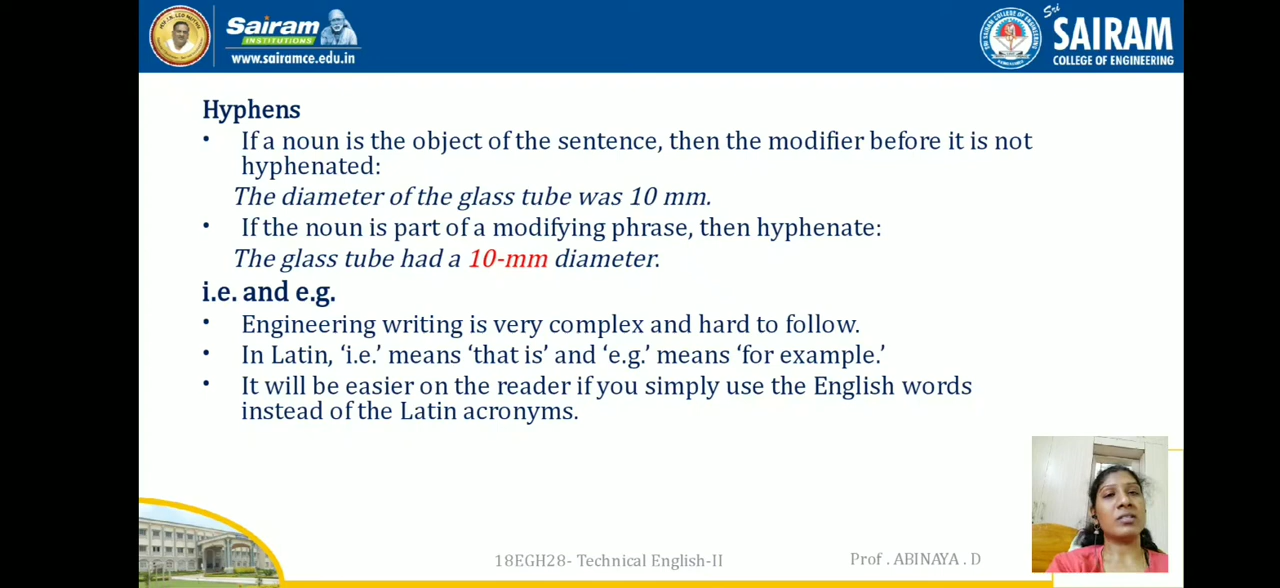 Sairam
INSTITUTIONS
www.sairamce.edu.in
Sri
SAIRAM
COLLEGE OF ENGINEERING
Hyphens
• If a noun is the object of the sentence, then the modifier before it is not
hyphenated:
The diameter of the glass tube was 10 mm.
• If the noun is part of a modifying phrase, then hyphenate:
The glass tube had a 10-mm diameter.
i.e. and e.g.
• Engineering writing is very complex and hard to follow.
• In Latin, ‘i.e.’ means ‘that is’ and ‘e.g.’ means ‘for example.’
• It will be easier on the reader if you simply use the English words
instead of the Latin acronyms.
18EGH28- Technical English-II
Prof . ABINAYA . D